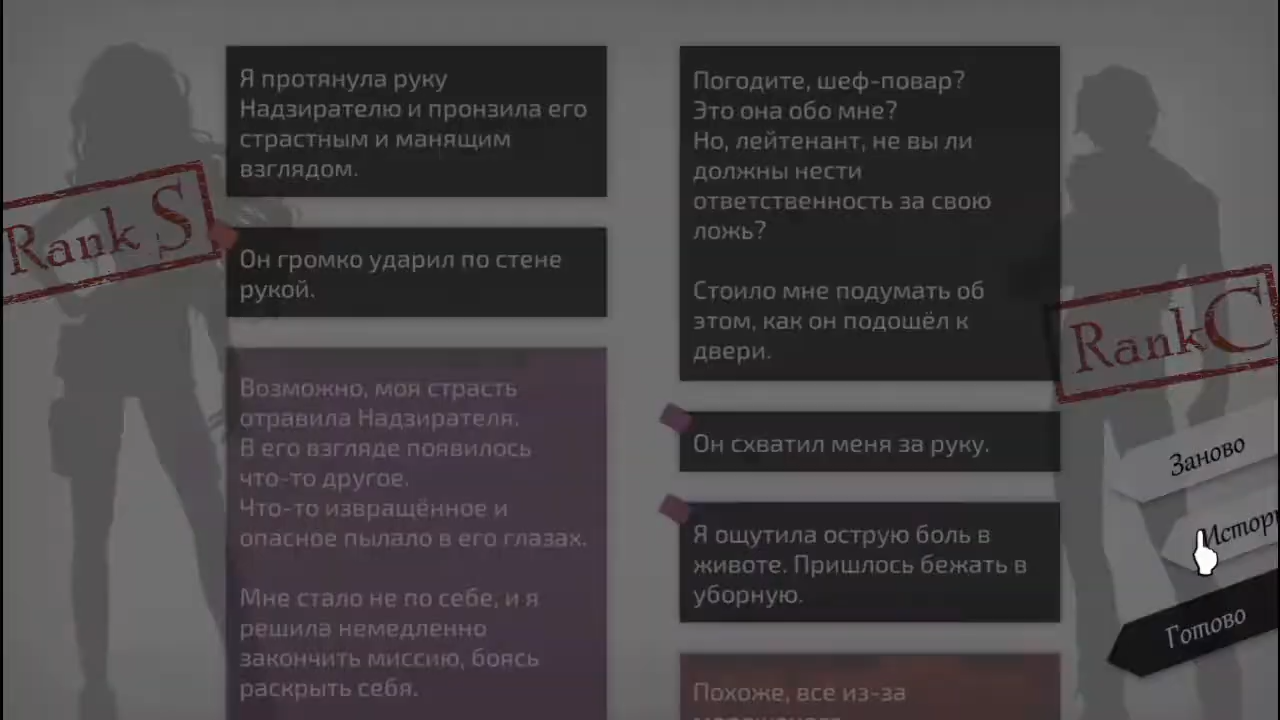 Я протянула руку
Надзирателю и пронзила его
страстным и манящим
взглядом.
Rank S
Он громко ударил по стене
рукой.
Возможно, моя страсть
отравила Надзирателя.
В его взгляде появилось
что-то другое.
Что-то извращённое и
опасное пылало в его глазах.
Мне стало не по себе, и я
решила немедленно
закончить миссию, боясь
раскрыть себя.
Погодите, шеф-повар?
Это она обо мне?
Но, лейтенант, не вы ли
должны нести
ответственность за свою
ложь?
Стоило мне подумать об
этом, как он подошёл к
двери.
Rank C
Он схватил меня за руку.
Я ощутила острую боль в
животе. Пришлось бежать в
уборную.
Похоже, все из-за
Заново
Истор
Готово